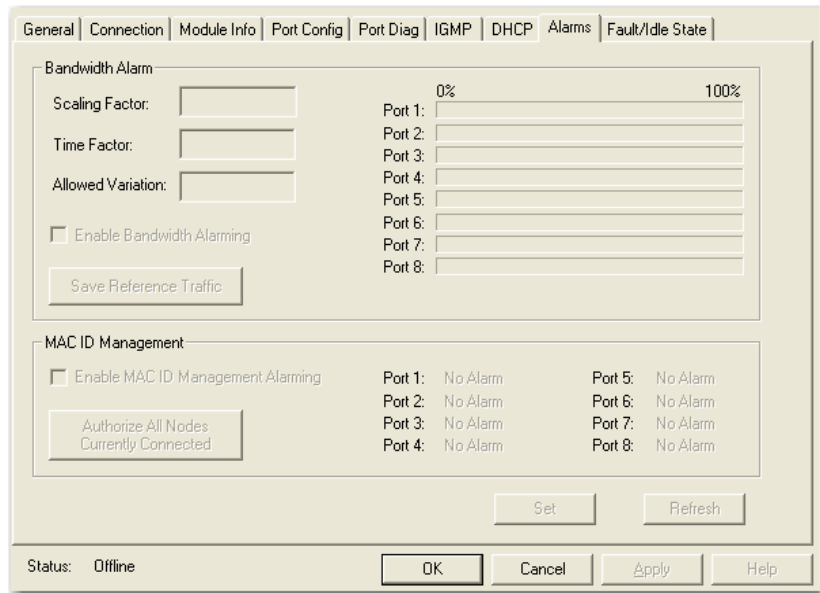 General Connection Module Info Port Config Port Diag IGMP DHCP Alarms Fault/Idle State
Bandwidth Alarm
Scaling Factor:
Time Factor:
Allowed Variation:
Enable Bandwidth Alarming
Save Reference Traffic
0% 100%
Port 1:
Port 2:
Port 3:
Port 4:
Port 5:
Port 6:
Port 7:
Port 8:
MAC ID Management
Enable MAC ID Management Alarming
Authorize All Nodes
Currently Connected
Port 1: No Alarm Port 5: No Alarm
Port 2: No Alarm Port 6: No Alarm
Port 3: No Alarm Port 7: No Alarm
Port 4: No Alarm Port 8: No Alarm
Set Refresh
Status: Offline OK Cancel Apply Help